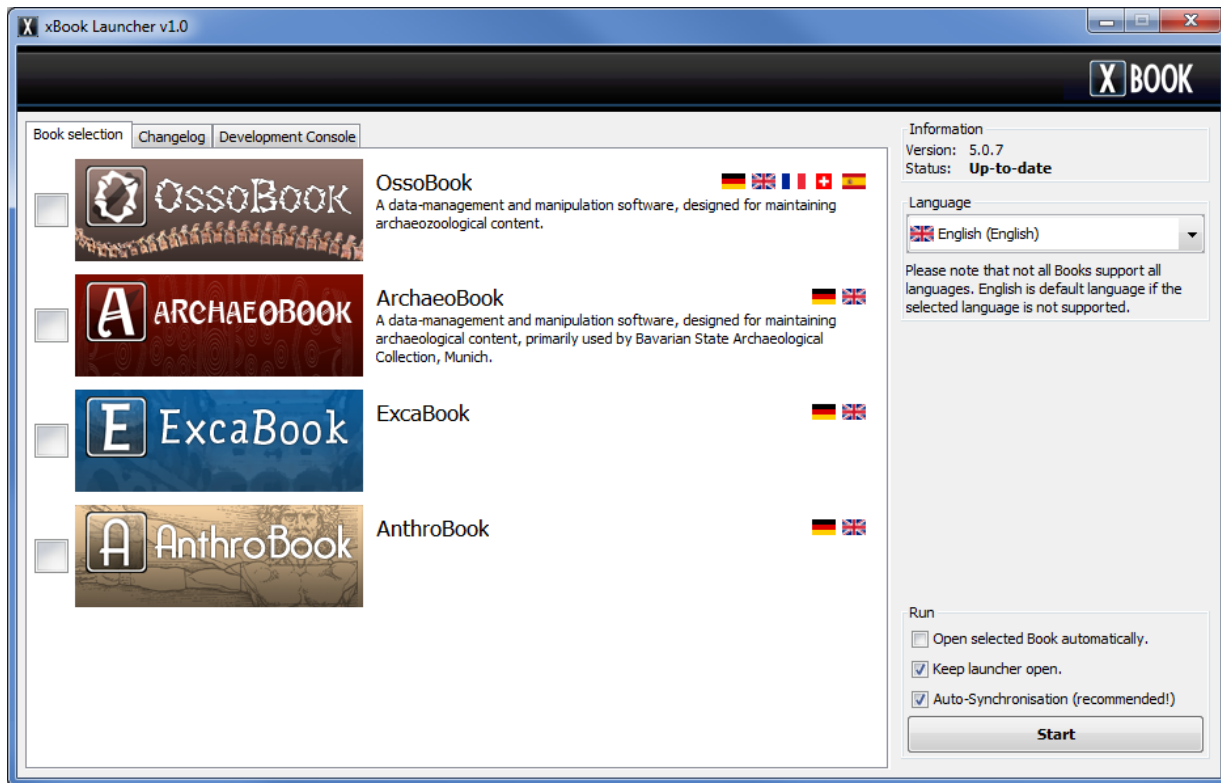 X xBook Launcher v1.0
X BOOK
Book selection Changelog Development Console
OssoBook
OssoBook
A data-management and manipulation software, designed for maintaining
archaeozoological content.
A ARCHAEOBOOK
ArchaeoBook
A data-management and manipulation software, designed for maintaining
archaeological content, primarily used by Bavarian State Archaeological
Collection, Munich.
E ExcaBook
ExcaBook
A AnthroBook
AnthroBook
Information
Version: 5.0.7
Status: Up-to-date
Language
English (English)
Please note that not all Books support all
languages. English is default language if the
selected language is not supported.
Run
Open selected Book automatically.
Keep launcher open.
Auto-Synchronisation (recommended!)
Start